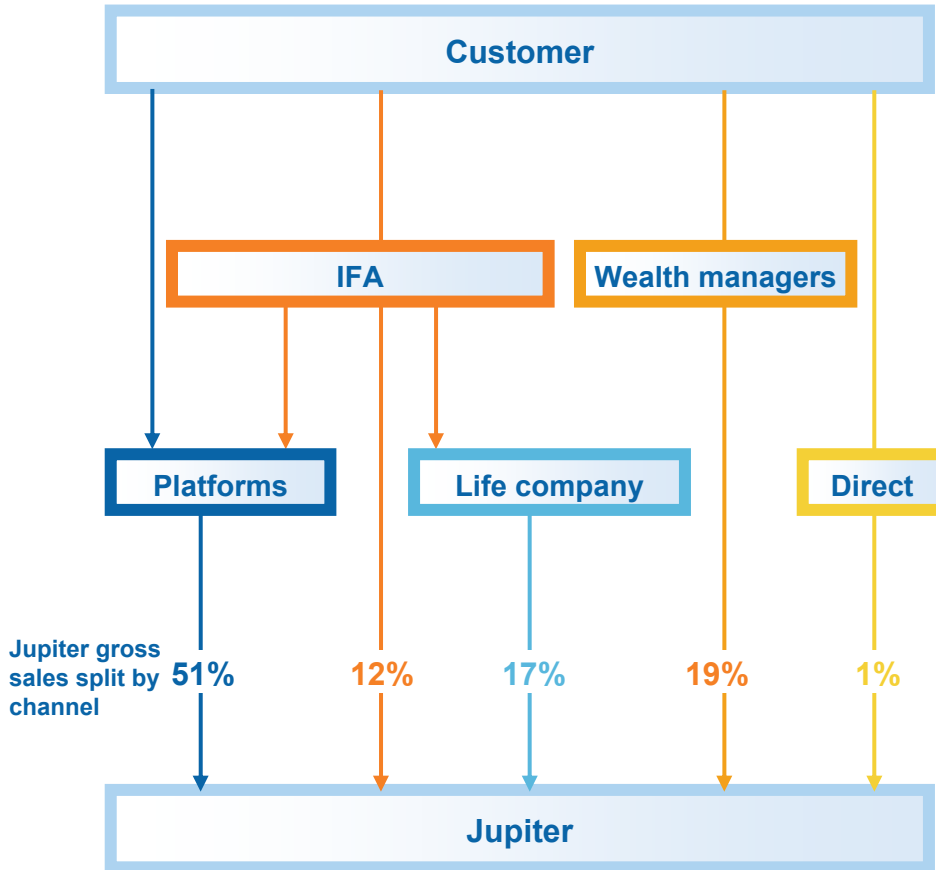 Customer
IFA
Wealth managers
Platforms
Life company
Direct
Jupiter gross
sales split by
channel
51%
12%
17%
19%
1%
Jupiter